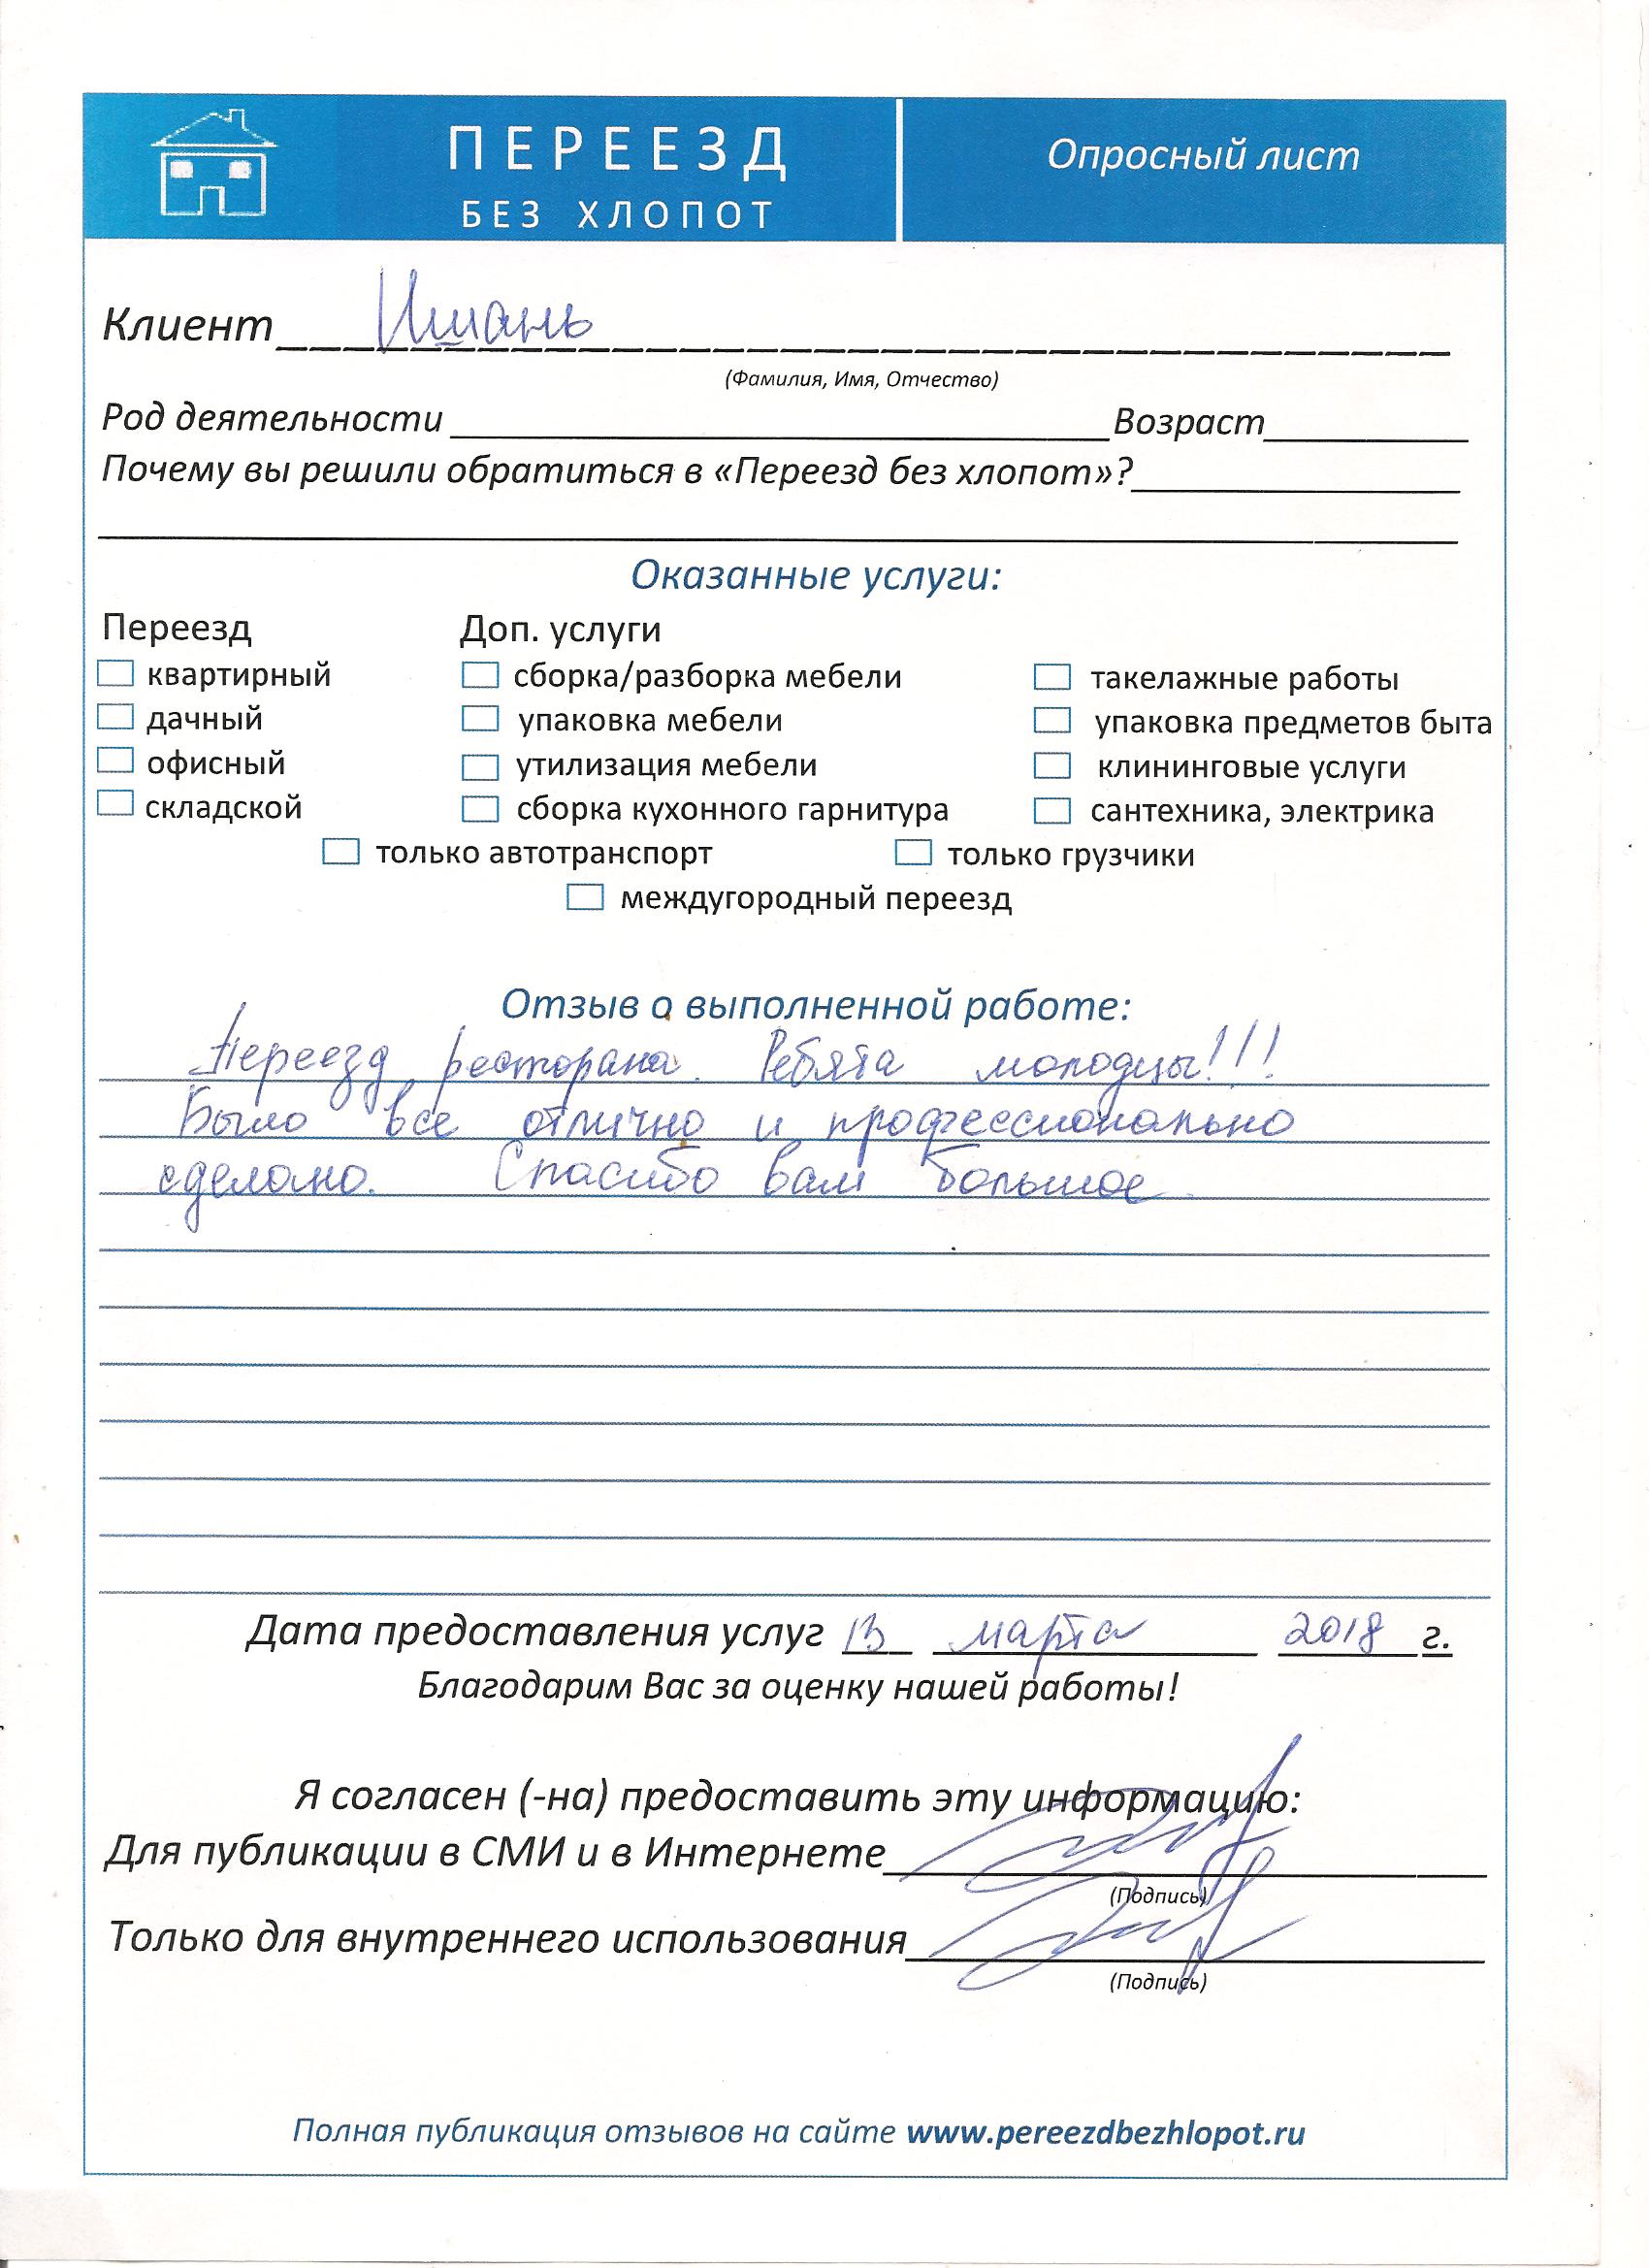 ПЕРЕЕЗД
БЕЗ ХЛОПОТ
Опросный лист
Клиент Ишань
(Фамилия, Имя, Отчество)
Род деятельности Возраст
Почему вы решили обратиться в «Переезд без хлопот»?
Оказанные услуги:
Переезд Доп. услуги
квартирный сборка/разборка мебели такелажные работы
дачный упаковка мебели упаковка предметов быта
офисный утилизация мебели клининговые услуги
складской сборка кухонного гарнитура сантехника, электрика
только автотранспорт только грузчики
междугородный переезд
Отзыв о выполненной работе:
Переезд ресторана. Ребята молодцы!!!
Было все отлично и профессионально
сделано. Спасибо вам большое.
Дата предоставления услуг 13 марта 2018 г.
Благодарим Вас за оценку нашей работы!
Я согласен (-на) предоставить эту информацию:
Для публикации в СМИ и в Интернете
(Подпись)
Только для внутреннего использования
(Подпись)
Полная публикация отзывов на сайте www.pereezdbezhlopot.ru